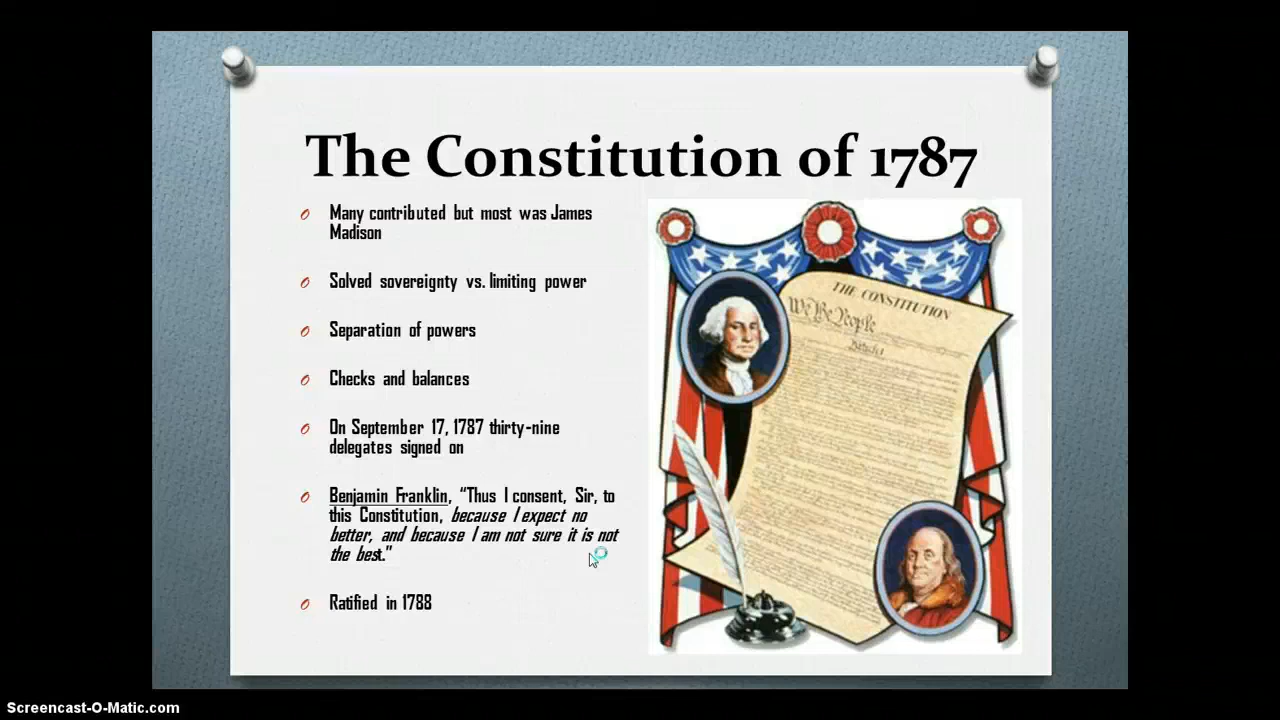 The Constitution of 1787
Many contributed but most was James
Madison
Solved sovereignty vs. limiting power
Separation of powers
Checks and balances
On September 17, 1787 thirty-nine
delegates signed on
Benjamin Franklin, “Thus I consent, Sir, to
this Constitution, because I expect no
better, and because I am not sure it is not
the best.”
Ratified in 1788
THE CONSTITUTION
We The People
Screencast-O-Matic.com